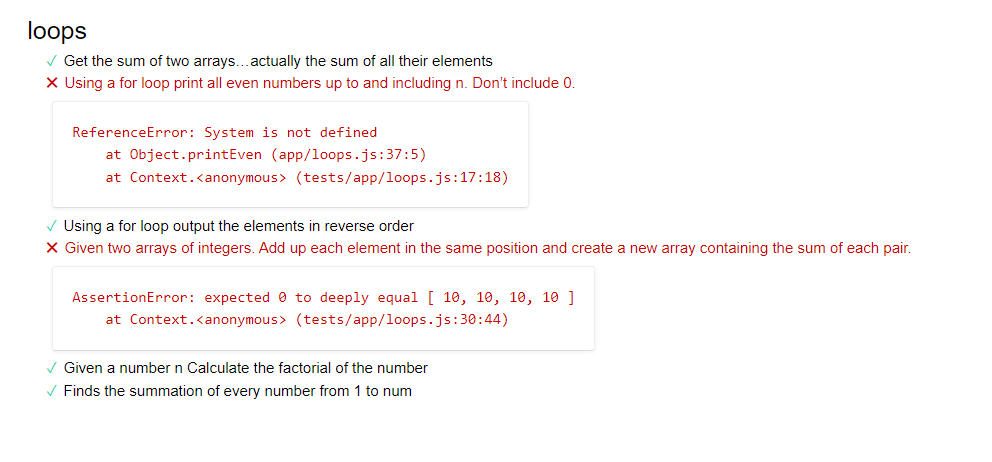 loops
✓ Get the sum of two arrays...actually the sum of all their elements
✕ Using a for loop print all even numbers up to and including n. Don't include 0.
ReferenceError: System is not defined
at Object.printEven (app/loops.js:37:5)
at Context.<anonymous> (tests/app/loops.js:17:18)
✓ Using a for loop output the elements in reverse order
✕ Given two arrays of integers. Add up each element in the same position and create a new array containing the sum of each pair.
AssertionError: expected 0 to deeply equal [ 10, 10, 10, 10 ]
at Context.<anonymous> (tests/app/loops.js:30:44)
✓ Given a number n Calculate the factorial of the number
✓ Finds the summation of every number from 1 to num